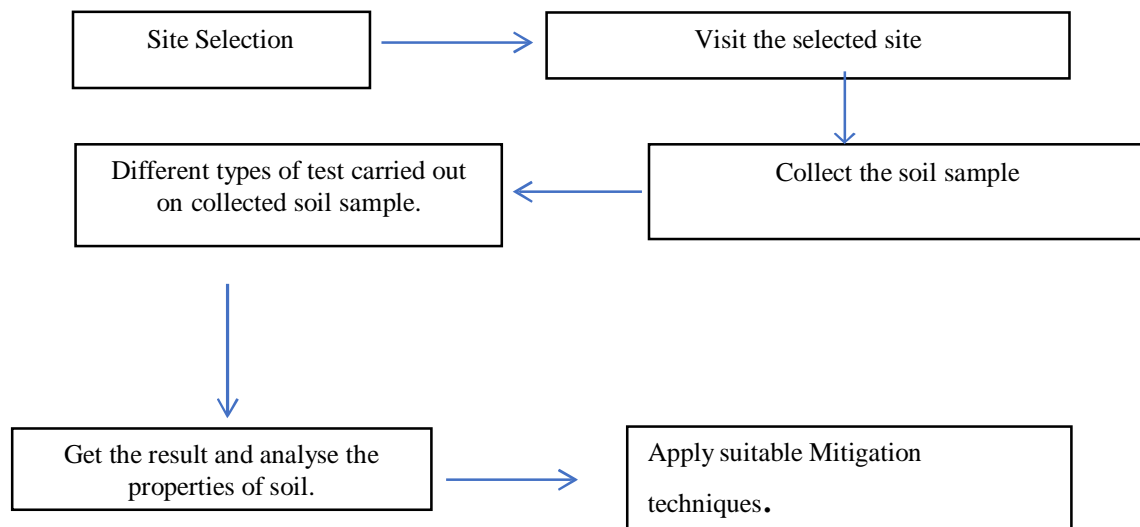 Site Selection
Visit the selected site
Collect the soil sample
Different types of test carried out
on collected soil sample.
Get the result and analyse the
properties of soil.
Apply suitable Mitigation
techniques.